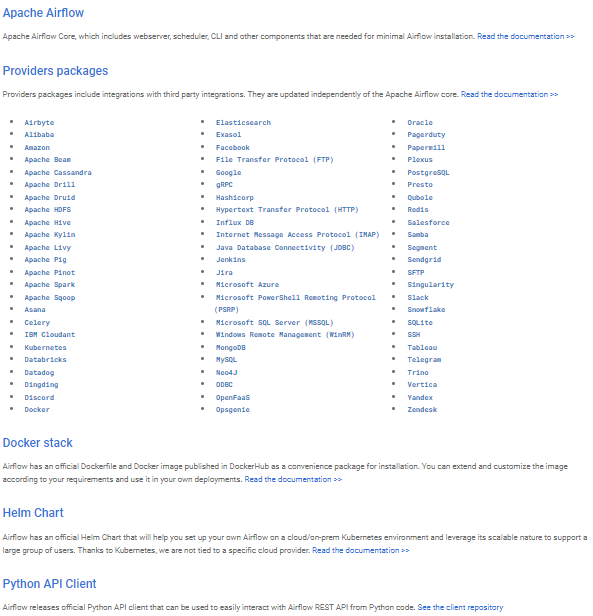 Apache Airflow
Apache Airflow Core, which includes webserver, scheduler, CLI and other components that are needed for minimal Airflow installation. Read the documentation >>
Providers packages
Providers packages include integrations with third party integrations. They are updated independently of the Apache Airflow core. Read the documentation >>
Airbyte
Alibaba
Amazon
Apache Beam
Apache Cassandra
Apache Drill
Apache Druid
Apache HDFS
Apache Hive
Apache Kylin
Apache Livy
Apache Pig
Apache Pinot
Apache Spark
Apache Sqoop
Asana
Celery
IBM Cloudant
Kubernetes
Databricks
Datadog
Dingding
Discord
Docker
Elasticsearch
Exasol
Facebook
File Transfer Protocol (FTP)
Google
gRPC
Hashicorp
Hypertext Transfer Protocol (HTTP)
Influx DB
Internet Message Access Protocol (IMAP)
Java Database Connectivity (JDBC)
Jenkins
Jira
Microsoft Azure
Microsoft PowerShell Remoting Protocol
(PSRP)
Microsoft SQL Server (MSSQL)
Windows Remote Management (WinRM)
MongoDB
MySQL
Neo4J
ODBC
OpenFaaS
Opsgenie
Oracle
Pagerduty
Papermill
Plexus
PostgreSQL
Presto
Qubole
Redis
Salesforce
Samba
Segment
Sendgrid
SFTP
Singularity
Slack
Snowflake
SQLite
SSH
Tableau
Telegram
Trino
Vertica
Yandex
Zendesk
Docker stack
Airflow has an official Dockerfile and Docker image published in DockerHub as a convenience package for installation. You can extend and customize the image
according to your requirements and use it in your own deployments. Read the documentation >>
Helm Chart
Airflow has an official Helm Chart that will help you set up your own Airflow on a cloud/on-prem Kubernetes environment and leverage its scalable nature to support a
large group of users. Thanks to Kubernetes, we are not tied to a specific cloud provider. Read the documentation >>
Python API Client
Airflow releases official Python API client that can be used to easily interact with Airflow REST API from Python code. See the client repository